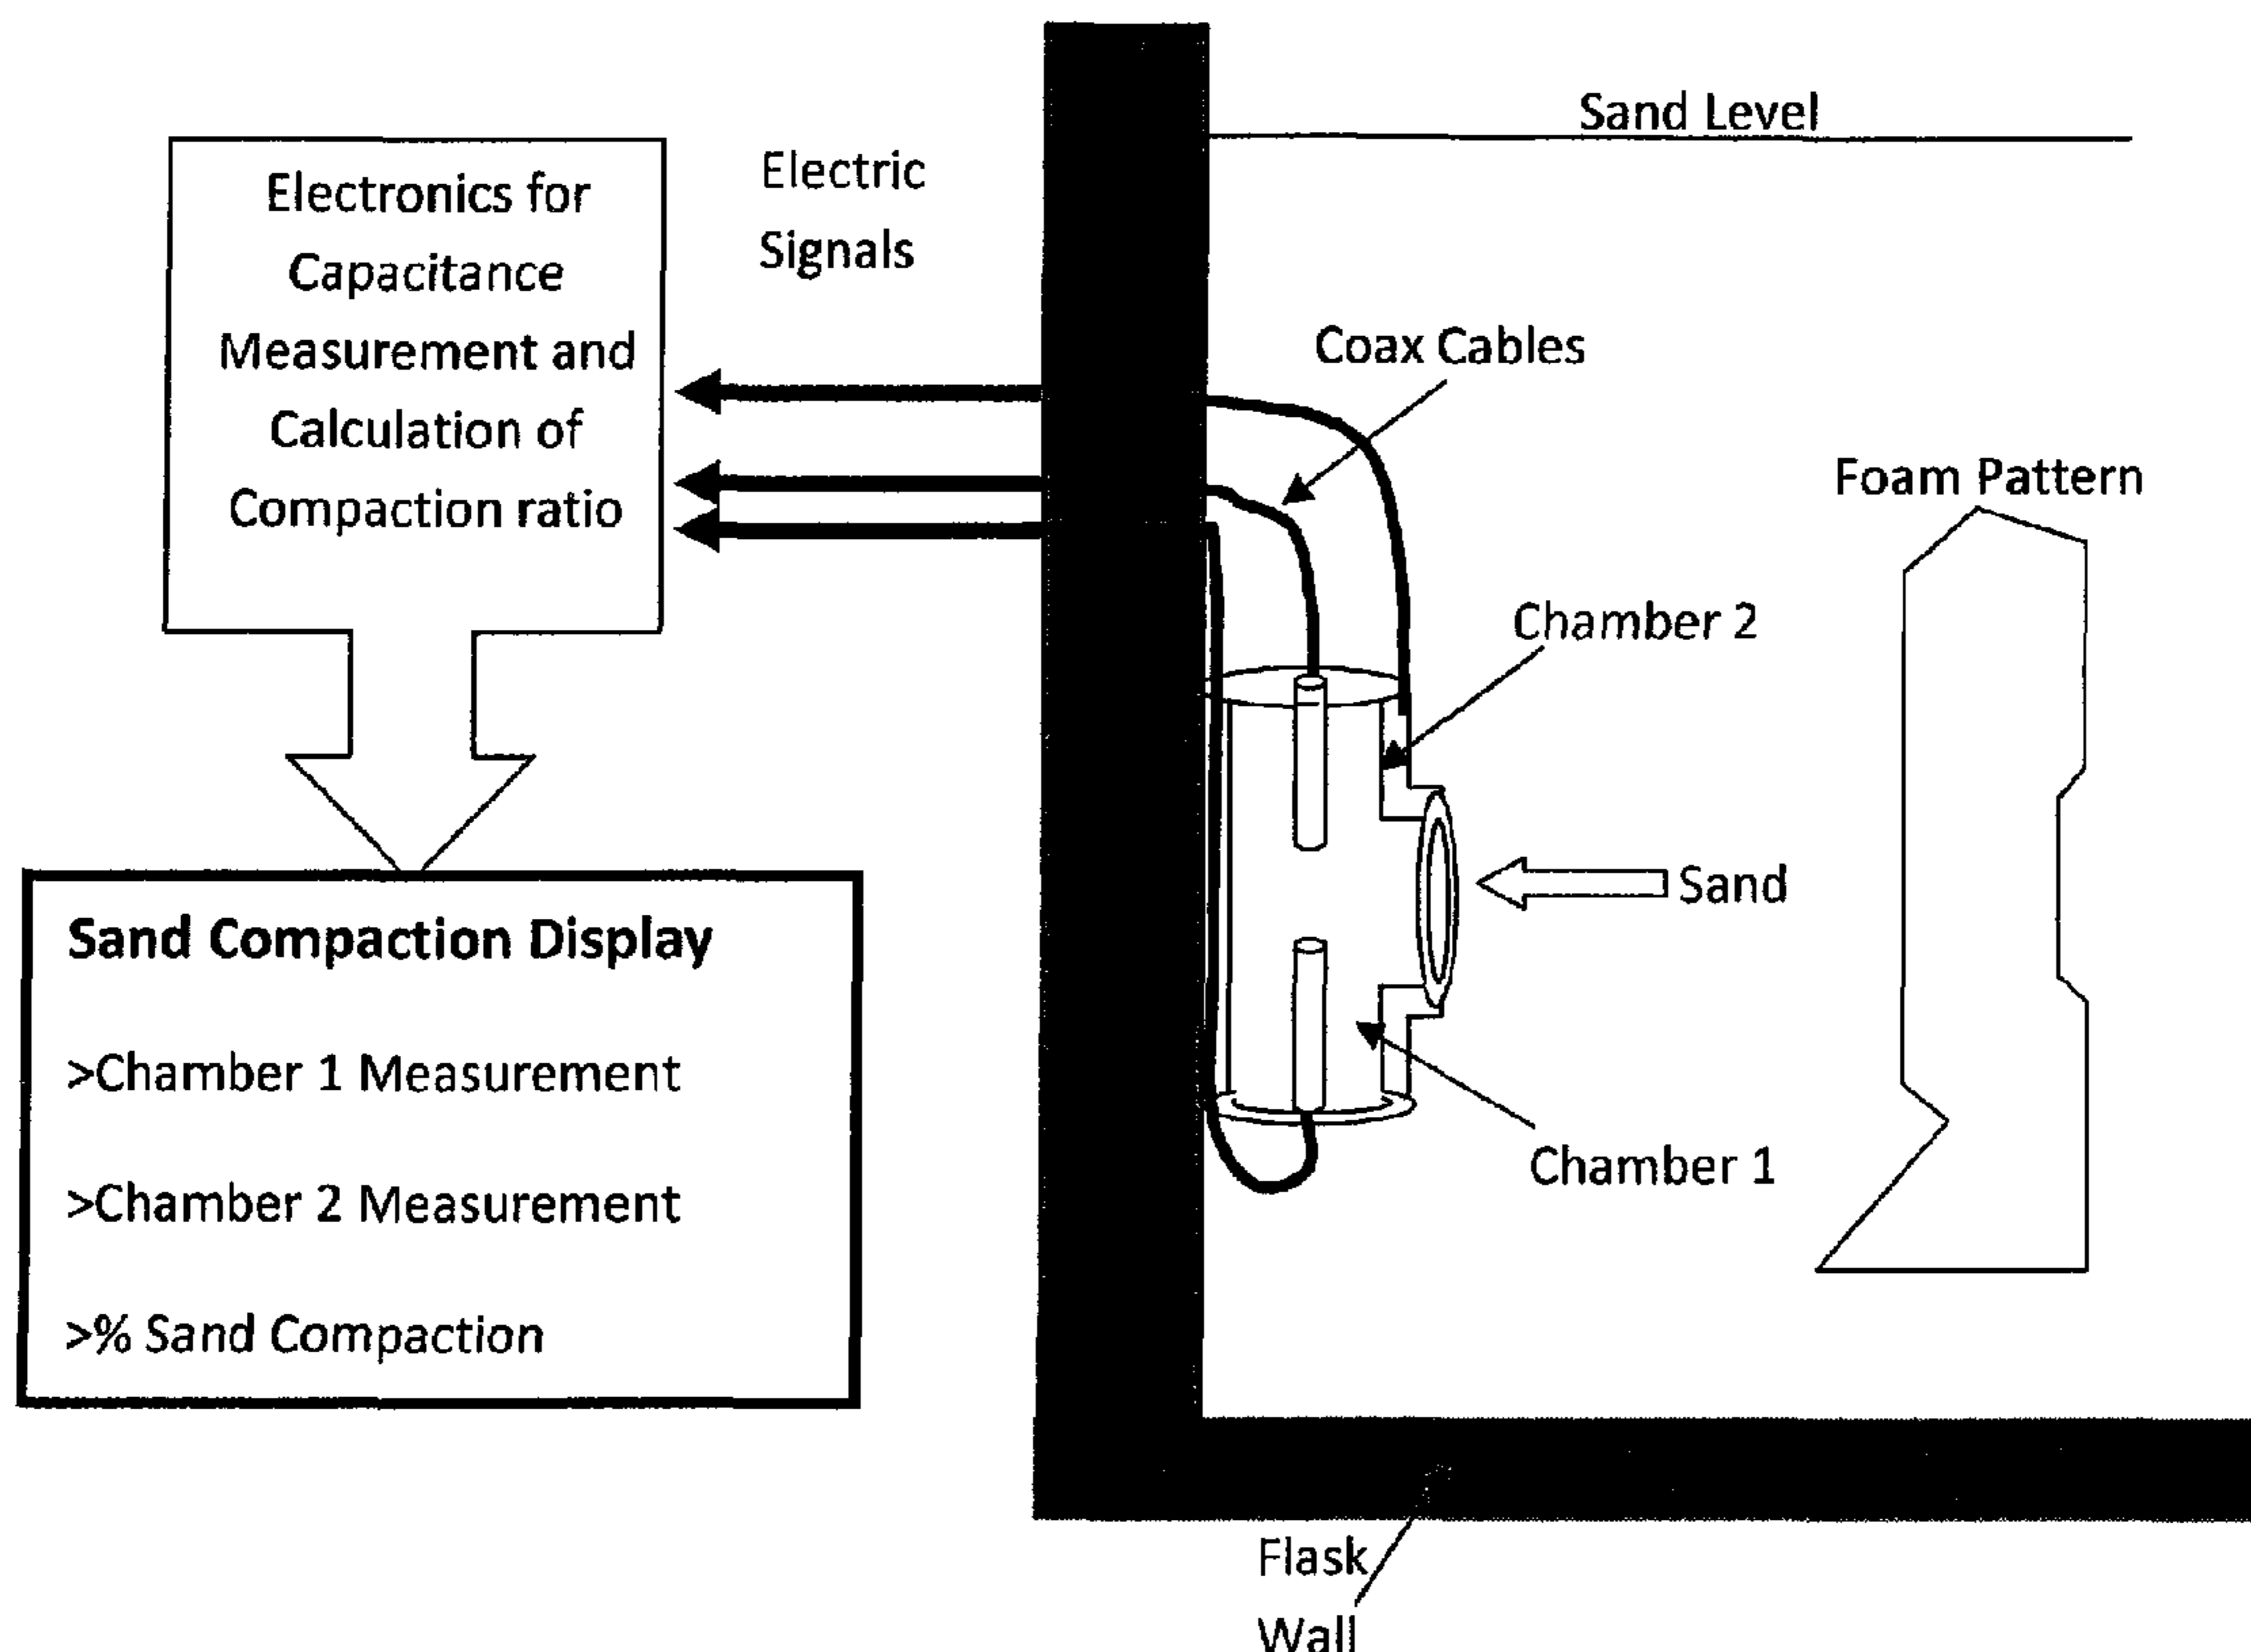 Sand Level
Electronics for
Capacitance
Measurement and
Calculation of
Compaction ratio
Electric
Signals
Coax Cables
Foam Pattern
Chamber 2
Sand
Sand Compaction Display
>Chamber 1 Measurement
>Chamber 2 Measurement
>% Sand Compaction
Chamber 1
Flask
Wall